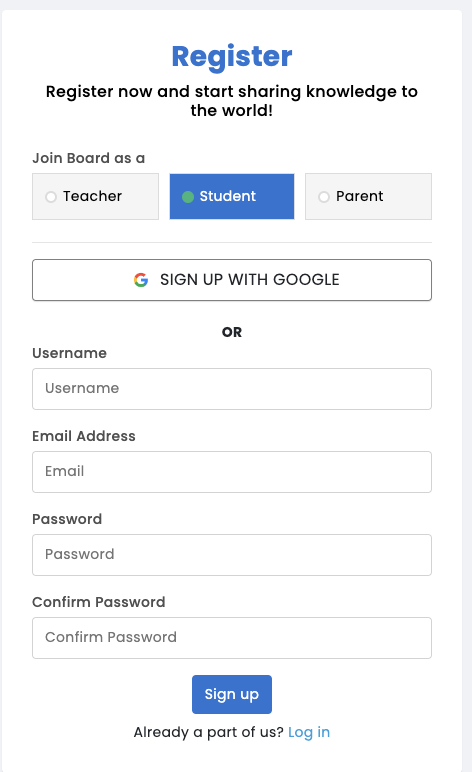 Register
Register now and start sharing knowledge to
the world!
Join Board as a
Teacher
Student
Parent
SIGN UP WITH GOOGLE
OR
Username
Username
Email Address
Email
Password
Password
Confirm Password
Confirm Password
Sign up
Already a part of us? Log in